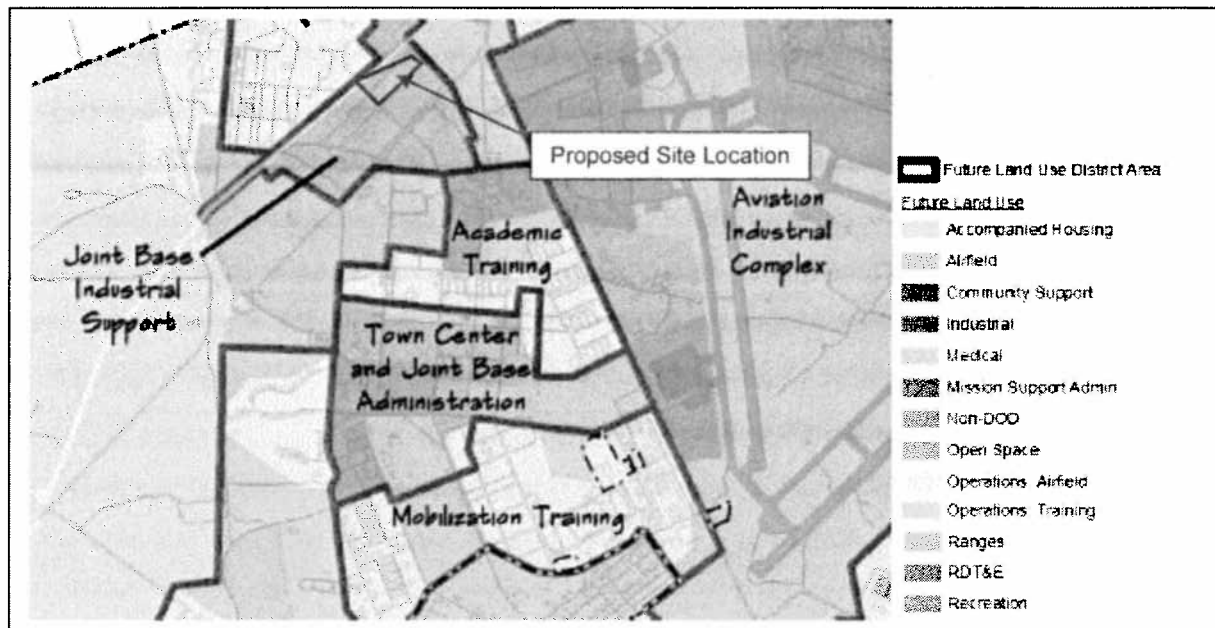 Proposed Site Location
Joint Base
Industrial
Support
Academic
Training
Aviation
Industrial
Complex
Town Center
and Joint Base
Administration
Mobilization Training
Future Land Use District Area
Future Land Use
Accompanied Housing
Airfield
Community Support
Industrial
Medical
Mission Support Admin
Non-DOD
Open Space
Operations Airfield
Operations Training
Ranges
RDT&E
Recreation